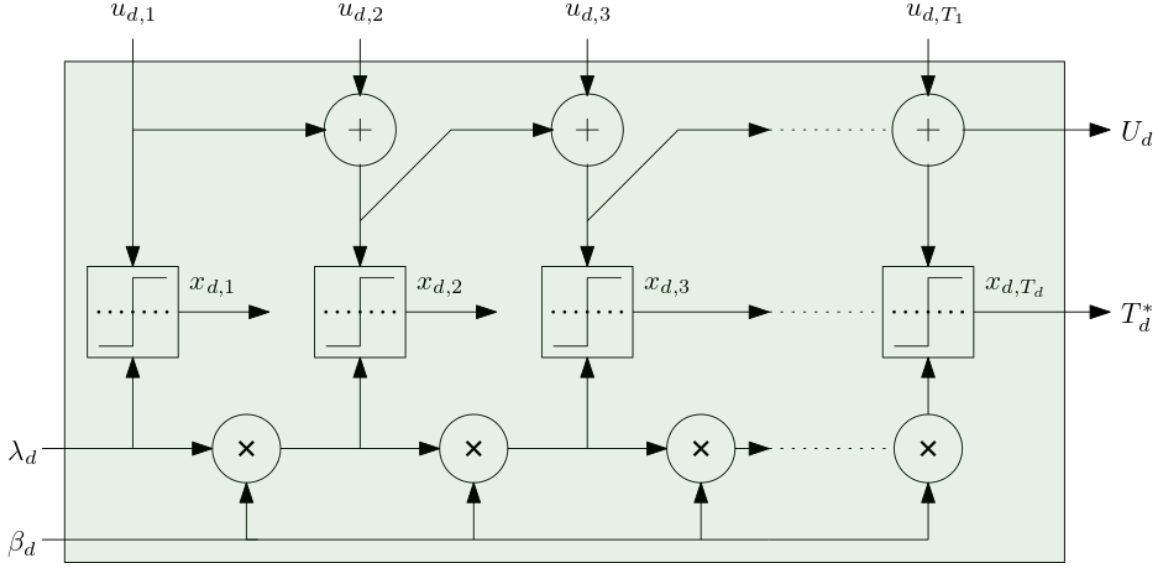 u_{d,1} u_{d,2} u_{d,3} u_{d,T_1}
+ + + U_d
x_{d,1} x_{d,2} x_{d,3} x_{d,T_d} T_d^*
λ_d × × × ×
β_d